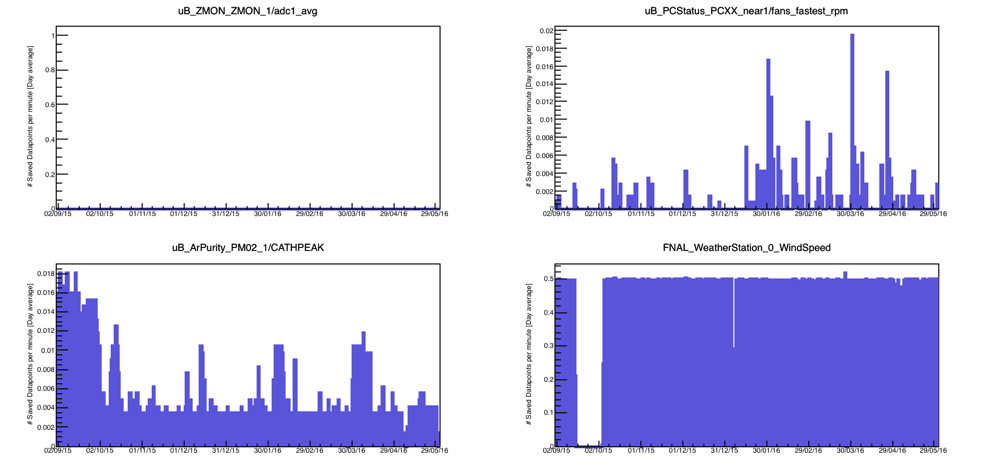 uB_ZMON_ZMON_1/adc1_avg
# Saved Datapoints per minute [Day average]
1
0.8
0.6
0.4
0.2
0
02/09/15 02/10/15 01/11/15 01/12/15 31/12/15 30/01/16 29/02/16 30/03/16 29/04/16 29/05/16
uB_PCStatus_PCXX_near1/fans_fastest_rpm
# Saved Datapoints per minute [Day average]
0.02
0.018
0.016
0.014
0.012
0.01
0.008
0.006
0.004
0.002
0
02/09/15 02/10/15 01/11/15 01/12/15 31/12/15 30/01/16 29/02/16 30/03/16 29/04/16 29/05/16
uB_ArPurity_PM02_1/CATHPEAK
# Saved Datapoints per minute [Day average]
0.018
0.016
0.014
0.012
0.01
0.008
0.006
0.004
0.002
0
02/09/15 02/10/15 01/11/15 01/12/15 31/12/15 30/01/16 29/02/16 30/03/16 29/04/16 29/05/16
FNAL_WeatherStation_0_WindSpeed
# Saved Datapoints per minute [Day average]
0.5
0.4
0.3
0.2
0.1
0
02/09/15 02/10/15 01/11/15 01/12/15 31/12/15 30/01/16 29/02/16 30/03/16 29/04/16 29/05/16